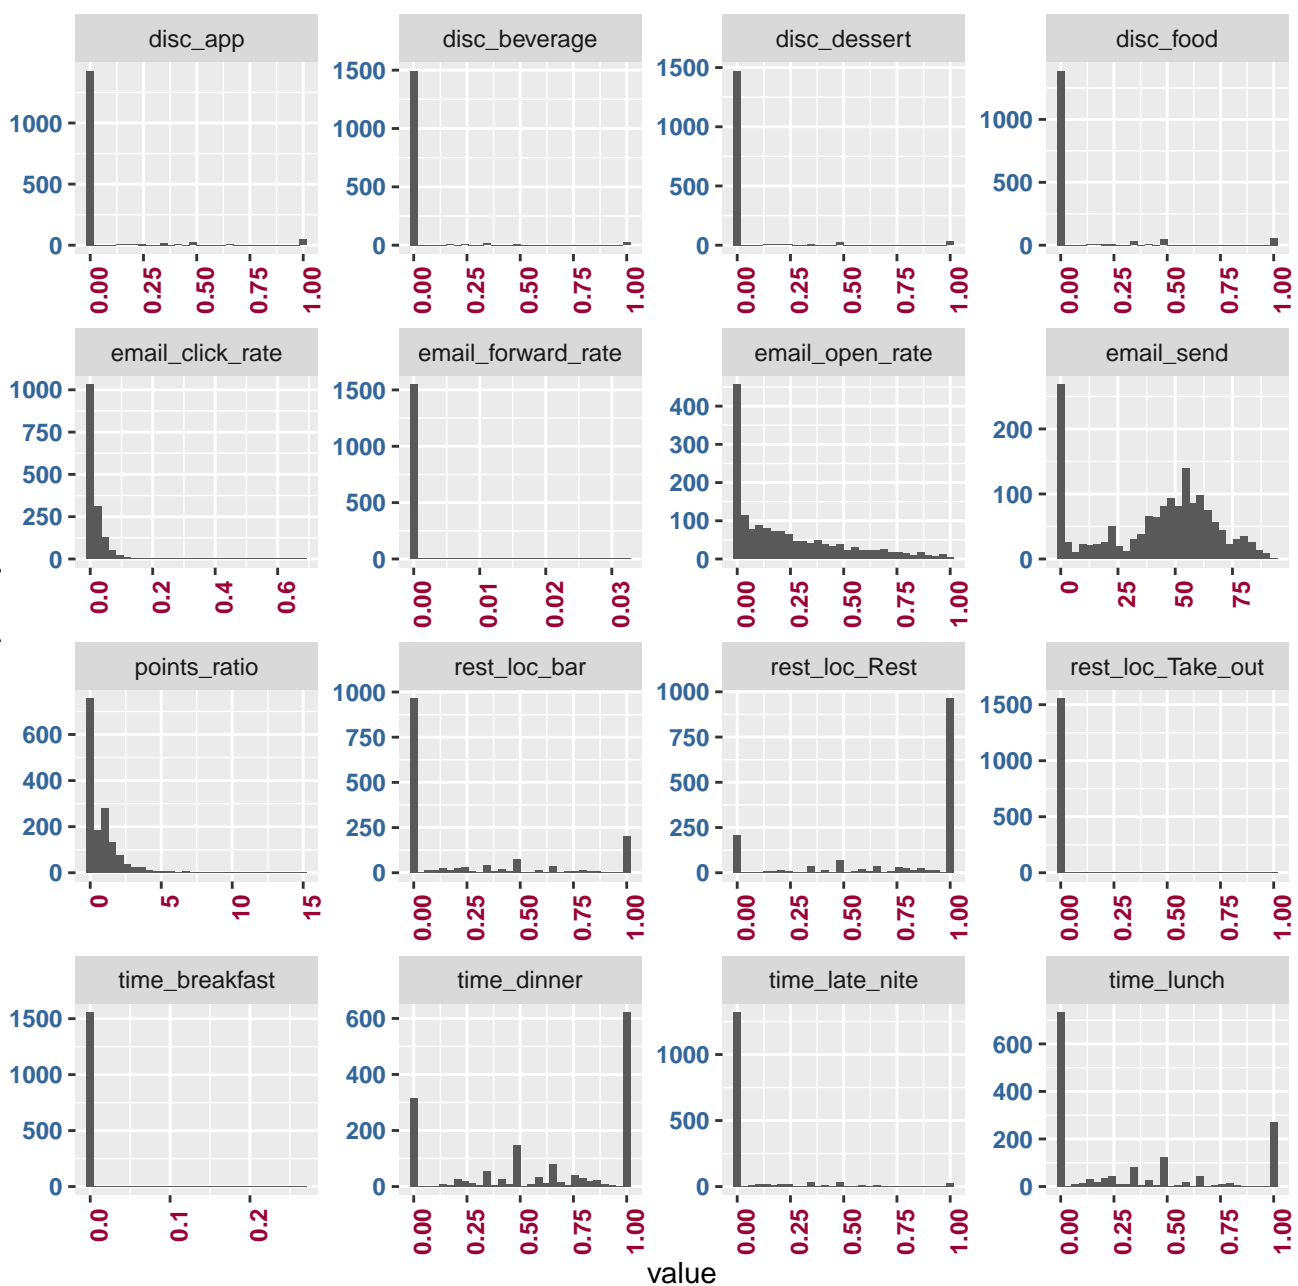 disc_app disc_beverage disc_dessert disc_food
1000 500 0
1500 1000 500 0
1500 1000 500 0
1000 500 0
0.00 0.25 0.50 0.75 1.00
0.00 0.25 0.50 0.75 1.00
0.00 0.25 0.50 0.75 1.00
0.00 0.25 0.50 0.75 1.00
email_click_rate email_forward_rate email_open_rate email_send
1000 750 500 250 0
1500 1000 500 0
400 300 200 100 0
200 100 0
0.0 0.2 0.4 0.6
0.00 0.01 0.02 0.03
0.00 0.25 0.50 0.75 1.00
0 25 50 75
points_ratio rest_loc_bar rest_loc_Rest rest_loc_Take_out
600 400 200 0
1000 750 500 250 0
1000 750 500 250 0
1500 1000 500 0
0 5 10 15
0.00 0.25 0.50 0.75 1.00
0.00 0.25 0.50 0.75 1.00
0.00 0.25 0.50 0.75 1.00
time_breakfast time_dinner time_late_nite time_lunch
1500 1000 500 0
600 400 200 0
1000 500 0
600 400 200 0
0.0 0.1 0.2
0.00 0.25 0.50 0.75 1.00
0.00 0.25 0.50 0.75 1.00
0.00 0.25 0.50 0.75 1.00
value